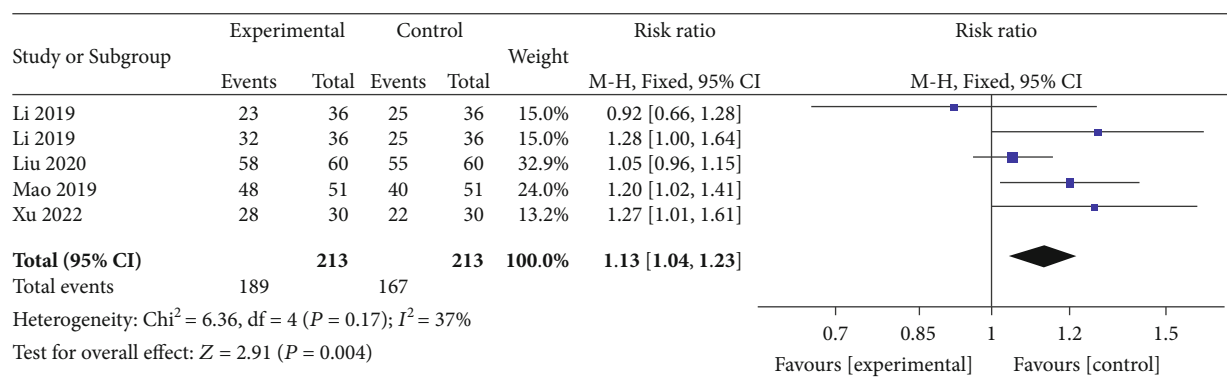 Experimental Control Risk ratio Risk ratio
Study or Subgroup Weight
Events Total Events Total M-H, Fixed, 95% CI M-H, Fixed, 95% CI
Li 2019 23 36 25 36 15.0% 0.92 [0.66, 1.28]
Li 2019 32 36 25 36 15.0% 1.28 [1.00, 1.64]
Liu 2020 58 60 55 60 32.9% 1.05 [0.96, 1.15]
Mao 2019 48 51 40 51 24.0% 1.20 [1.02, 1.41]
Xu 2022 28 30 22 30 13.2% 1.27 [1.01, 1.61]
Total (95% CI) 213 213 100.0% 1.13 [1.04, 1.23]
Total events 189 167
Heterogeneity: Chi² = 6.36, df = 4 (P = 0.17); I² = 37%
0.7 0.85 1 1.2 1.5
Test for overall effect: Z = 2.91 (P = 0.004)
Favours [experimental] Favours [control]